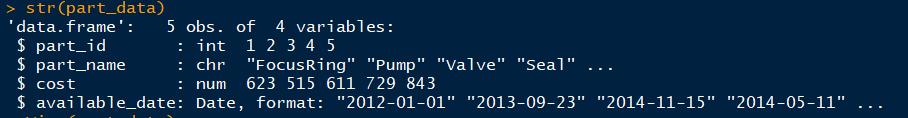 > str(part_data)
'data.frame':   5 obs. of  4 variables:
 $ part_id       : int  1 2 3 4 5
 $ part_name     : chr  "FocusRing" "Pump" "Valve" "Seal" ...
 $ cost          : num  623 515 611 729 843
 $ available_date: Date, format: "2012-01-01" "2013-09-23" "2014-11-15" "2014-05-11" ...